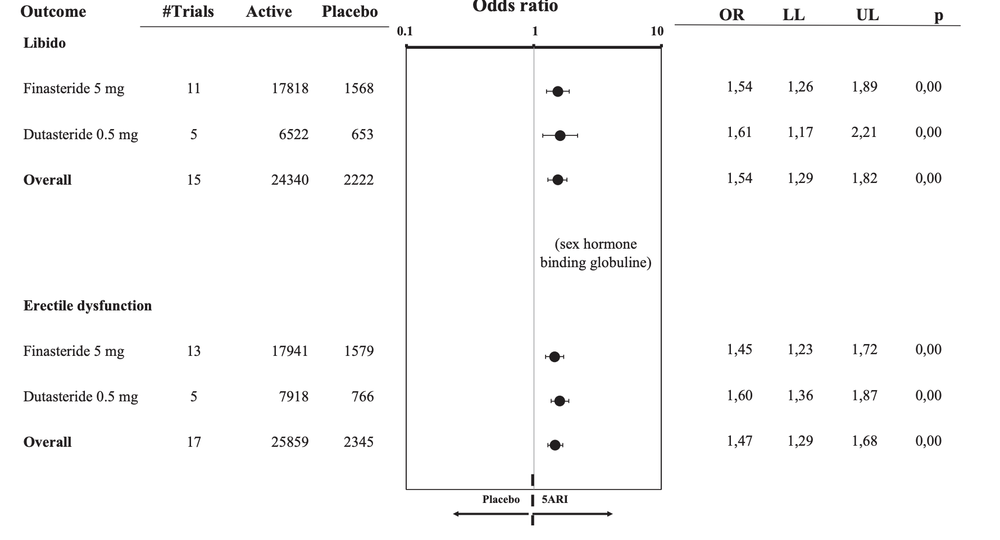 Outcome #Trials Active Placebo Odds ratio OR LL UL p
0.1 1 10
Libido
Finasteride 5 mg 11 17818 1568 1,54 1,26 1,89 0,00
Dutasteride 0.5 mg 5 6522 653 1,61 1,17 2,21 0,00
Overall 15 24340 2222 1,54 1,29 1,82 0,00
(sex hormone
binding globuline)
Erectile dysfunction
Finasteride 5 mg 13 17941 1579 1,45 1,23 1,72 0,00
Dutasteride 0.5 mg 5 7918 766 1,60 1,36 1,87 0,00
Overall 17 25859 2345 1,47 1,29 1,68 0,00
Placebo 5ARI